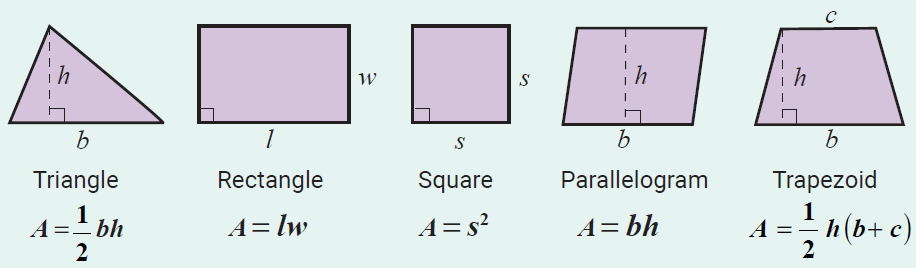 c
h
w
s
h
h
b
l
s
b
b
Triangle
Rectangle
Square
Parallelogram
Trapezoid
A = 1/2 bh
A = lw
A = s²
A = bh
A = 1/2 h(b + c)